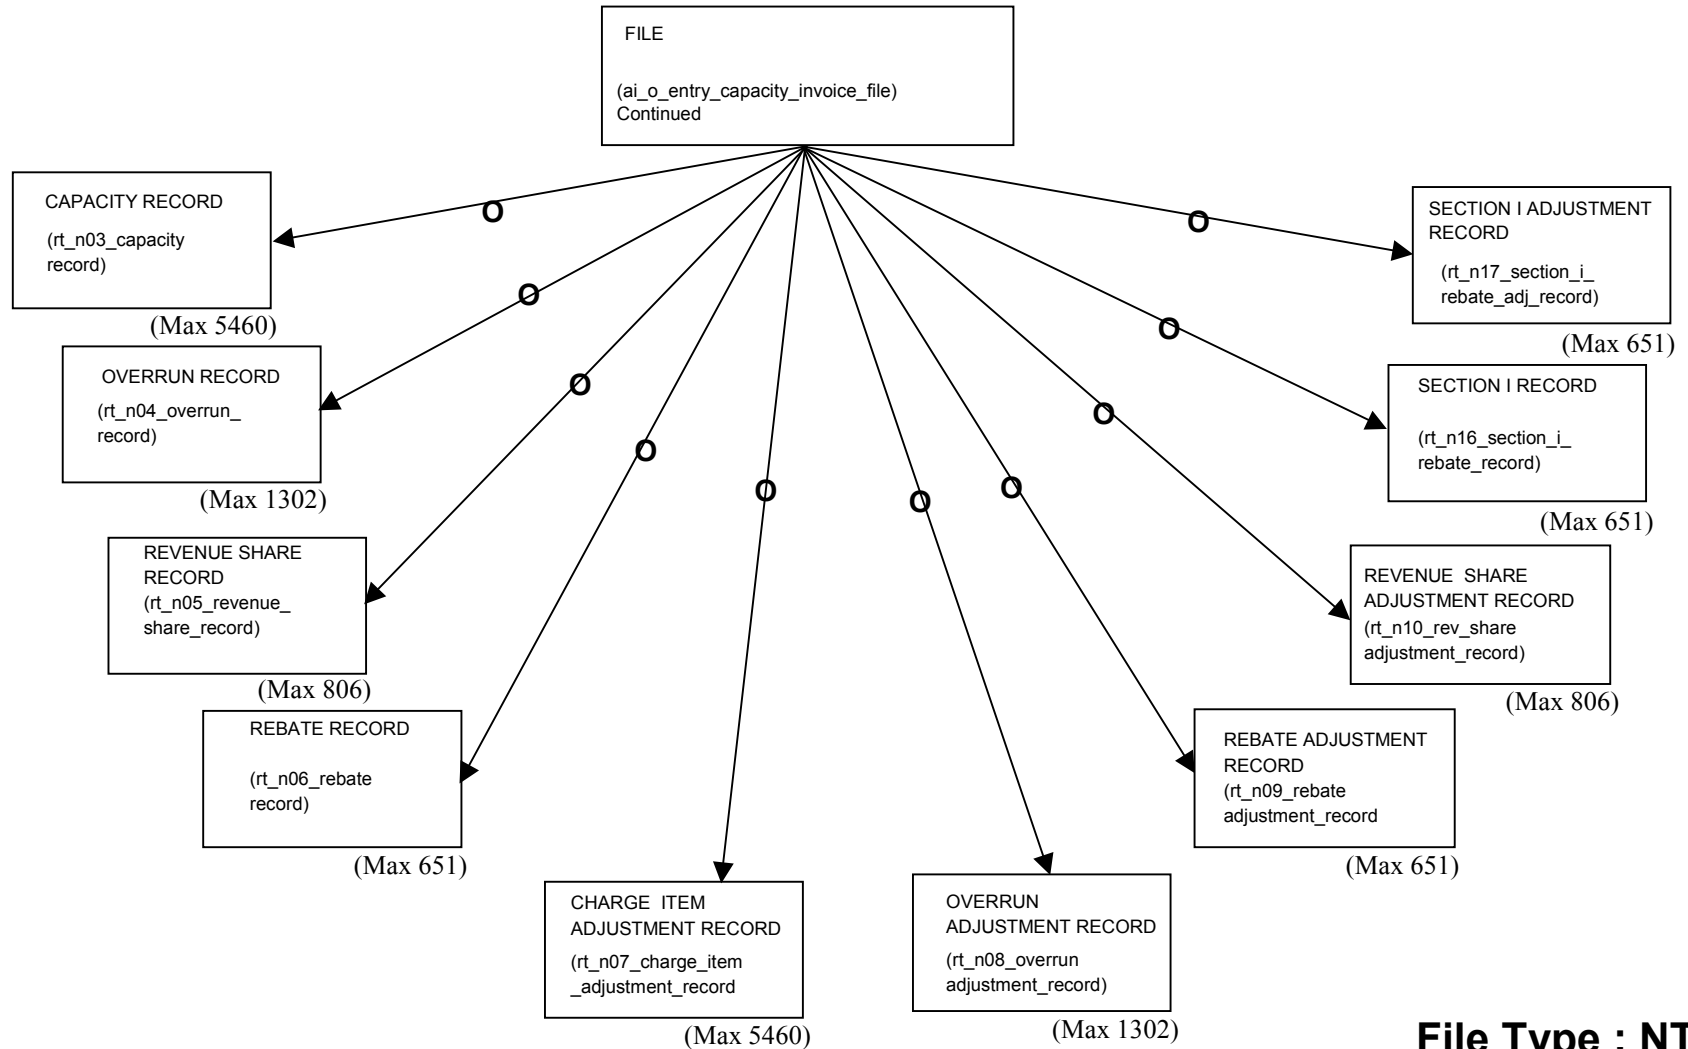 FILE
(ai_o_entry_capacity_invoice_file)
Continued
CAPACITY RECORD
(rt_n03_capacity
record)
(Max 5460)
OVERRUN RECORD
(rt_n04_overrun_
record)
(Max 1302)
REVENUE SHARE
RECORD
(rt_n05_revenue_
share_record)
(Max 806)
REBATE RECORD
(rt_n06_rebate
record)
(Max 651)
CHARGE ITEM
ADJUSTMENT RECORD
(rt_n07_charge_item
_adjustment_record
(Max 5460)
OVERRUN
ADJUSTMENT RECORD
(rt_n08_overrun
adjustment_record)
(Max 1302)
REBATE ADJUSTMENT
RECORD
(rt_n09_rebate
adjustment_record
(Max 651)
REVENUE SHARE
ADJUSTMENT RECORD
(rt_n10_rev_share
adjustment_record)
(Max 806)
SECTION I RECORD
(rt_n16_section_i_
rebate_record)
(Max 651)
SECTION I ADJUSTMENT
RECORD
(rt_n17_section_i_
rebate_adj_record)
(Max 651)
O
O
O
O
O
O
O
O
O
O
File Type : NT